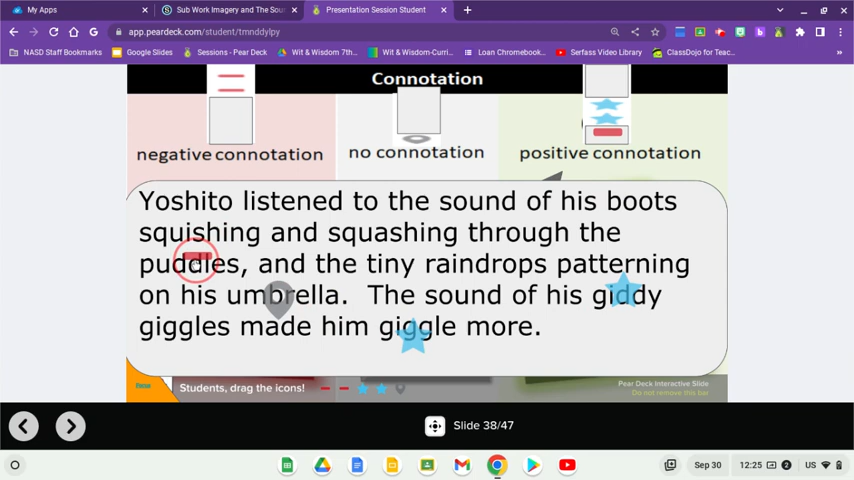 My Apps
Sub Work Imagery and The Sou
Presentation Session Student
app.peardeck.com/student/tmnddylpy
NASD Staff Bookmarks
Google Slides
Sessions - Pear Deck
Wit & Wisdom 7th...
Wit & Wisdom-Curri...
Loan Chromebook...
Serfass Video Library
ClassDojo for Teac...
»
Connotation
negative connotation
no connotation
positive connotation
Yoshito listened to the sound of his boots
squishing and squashing through the
puddles, and the tiny raindrops patterning
on his umbrella. The sound of his giddy
giggles made him giggle more.
Students, drag the icons!
Pear Deck Interactive Slide
Do not remove this bar
Slide 38/47
Sep 30
12:25
2
US